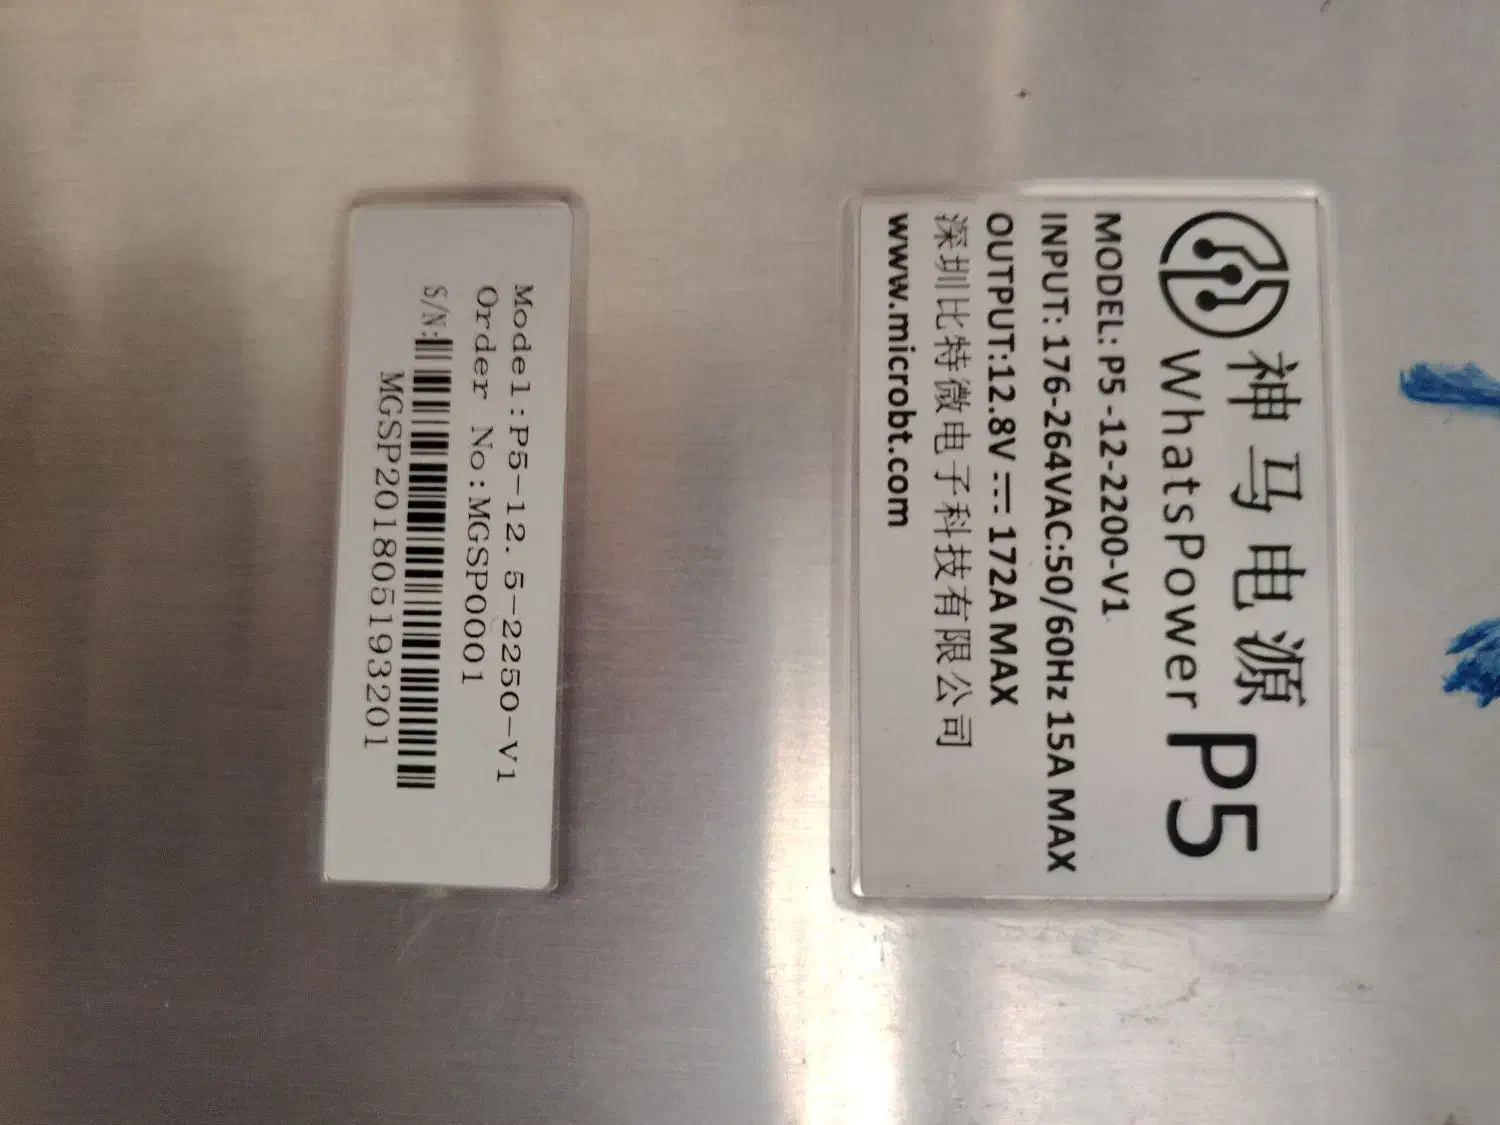 神马电源
WhatsPower P5
MODEL: P5-12-2200-V1
INPUT: 176-264VAC:50/60Hz 15A MAX
OUTPUT:12.8V⎓172A MAX
深圳比特微电子科技有限公司
www.microbt.com
Model:P5-12.5-2250-V1
Order No:MGSP00001
S/N:
MGSP201805193201